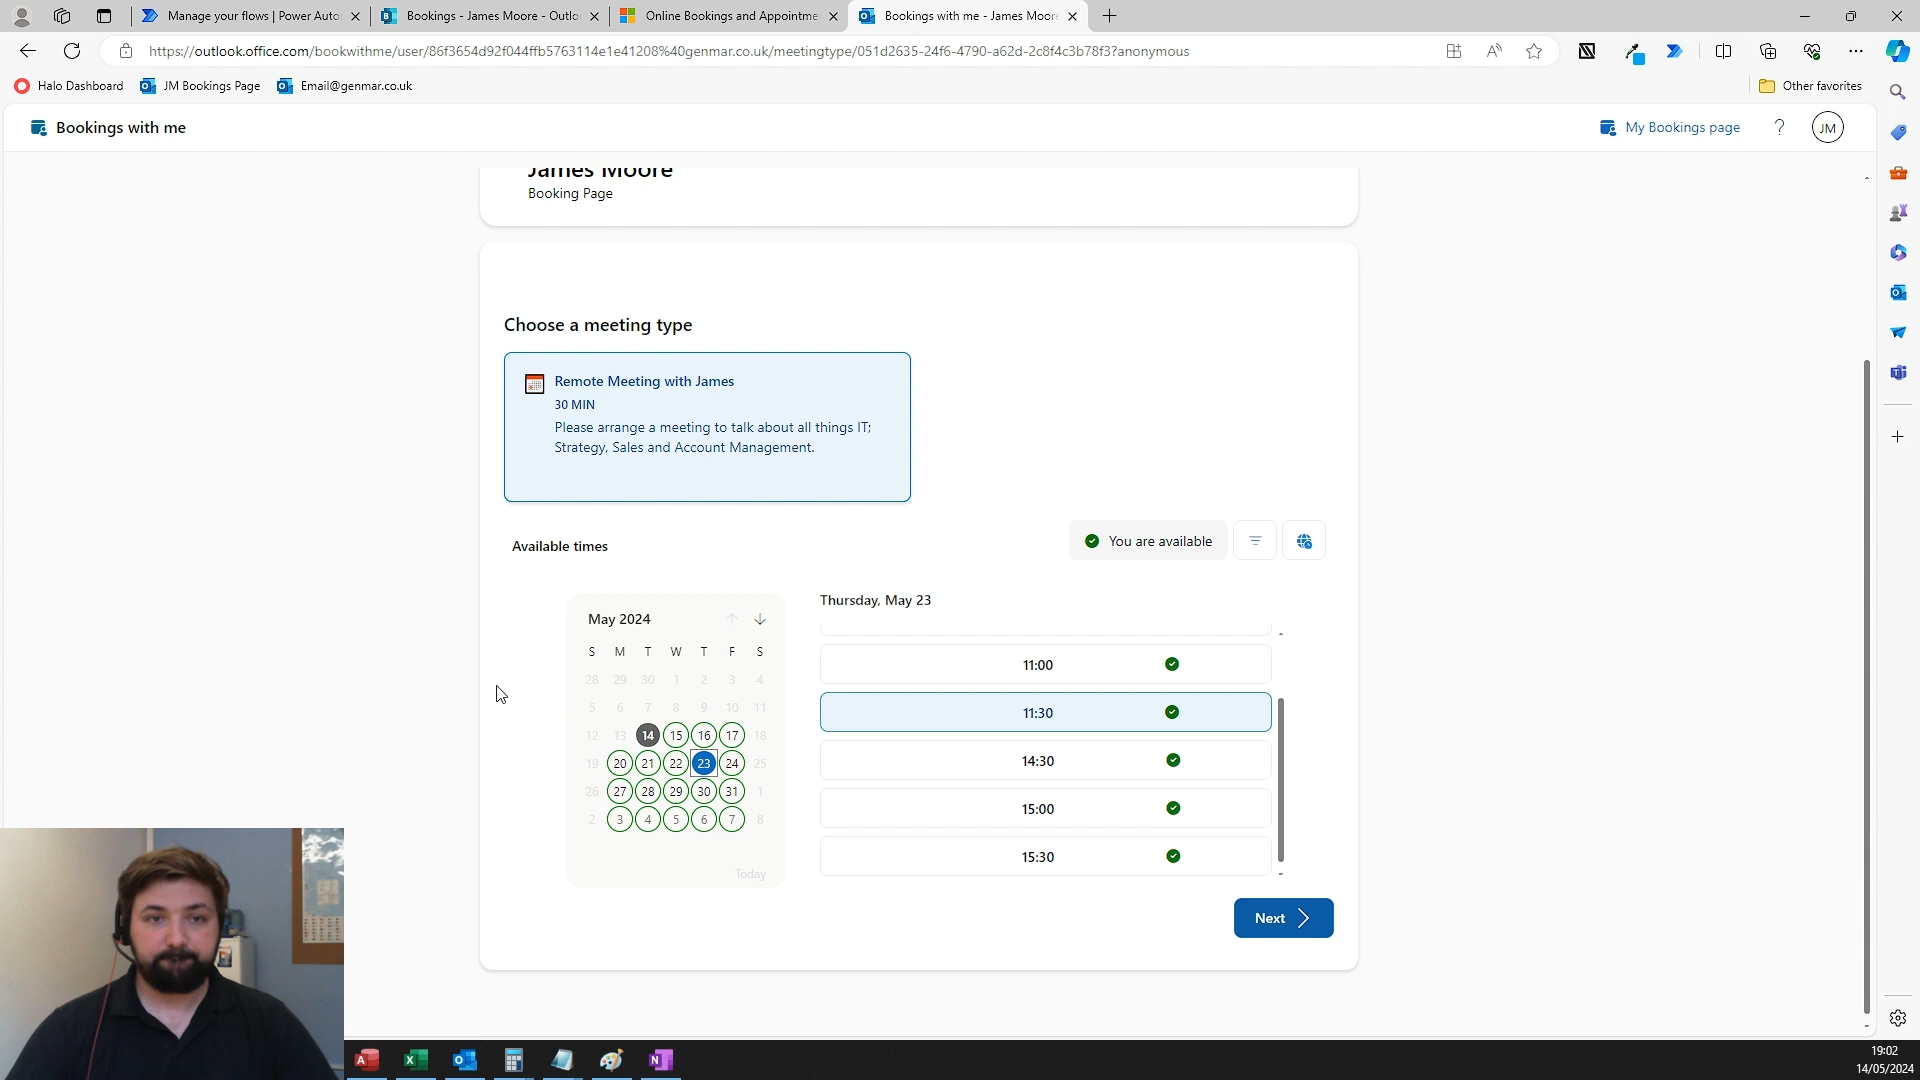 Manage your flows | Power Auto
Bookings - James Moore - Outlo
Online Bookings and Appointme
Bookings with me - James Moore
https://outlook.office.com/bookwithme/user/86f3654d92f044ffb5763114e1e41208%40genmar.co.uk/meetingtype/051d2635-24f6-4790-a62d-2c8f4c3b78f3?anonymous
Halo Dashboard
JM Bookings Page
Email@genmar.co.uk
Other favorites
Bookings with me
My Bookings page
?
JM
James Moore
Booking Page
Choose a meeting type
Remote Meeting with James
30 MIN
Please arrange a meeting to talk about all things IT;
Strategy, Sales and Account Management.
Available times
You are available
May 2024
S M T W T F S
28 29 30 1 2 3 4
5 6 7 8 9 10 11
12 13 14 15 16 17 18
19 20 21 22 23 24 25
26 27 28 29 30 31 1
2 3 4 5 6 7 8
Today
Thursday, May 23
11:00
11:30
14:30
15:00
15:30
Next
19:02
14/05/2024